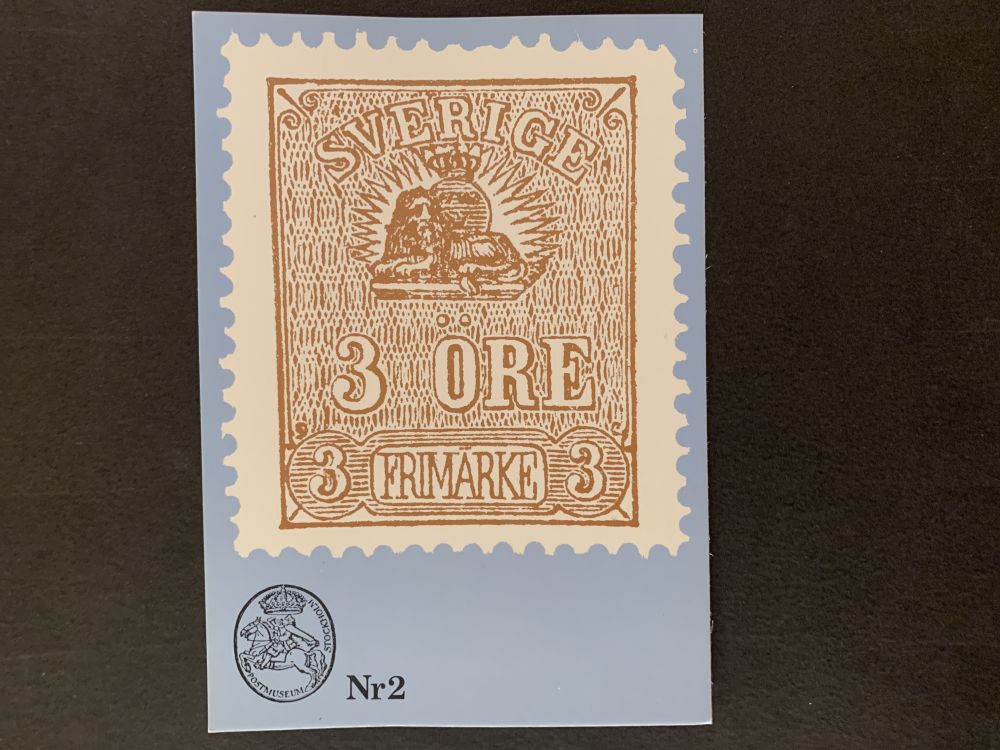 SVERIGE
3 ÖRE
3 FRIMÄRKE 3
POSTMUSEUM STOCKHOLM
Nr2